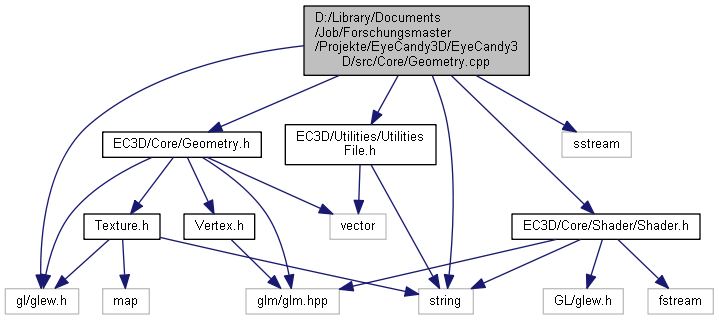 D:/Library/Documents
/Job/Forschungsmaster
/Projekte/EyeCandy3D/EyeCandy3
D/src/Core/Geometry.cpp
EC3D/Core/Geometry.h
EC3D/Utilities/Utilities
File.h
sstream
Texture.h
Vertex.h
vector
EC3D/Core/Shader/Shader.h
gl/glew.h
map
glm/glm.hpp
string
GL/glew.h
fstream